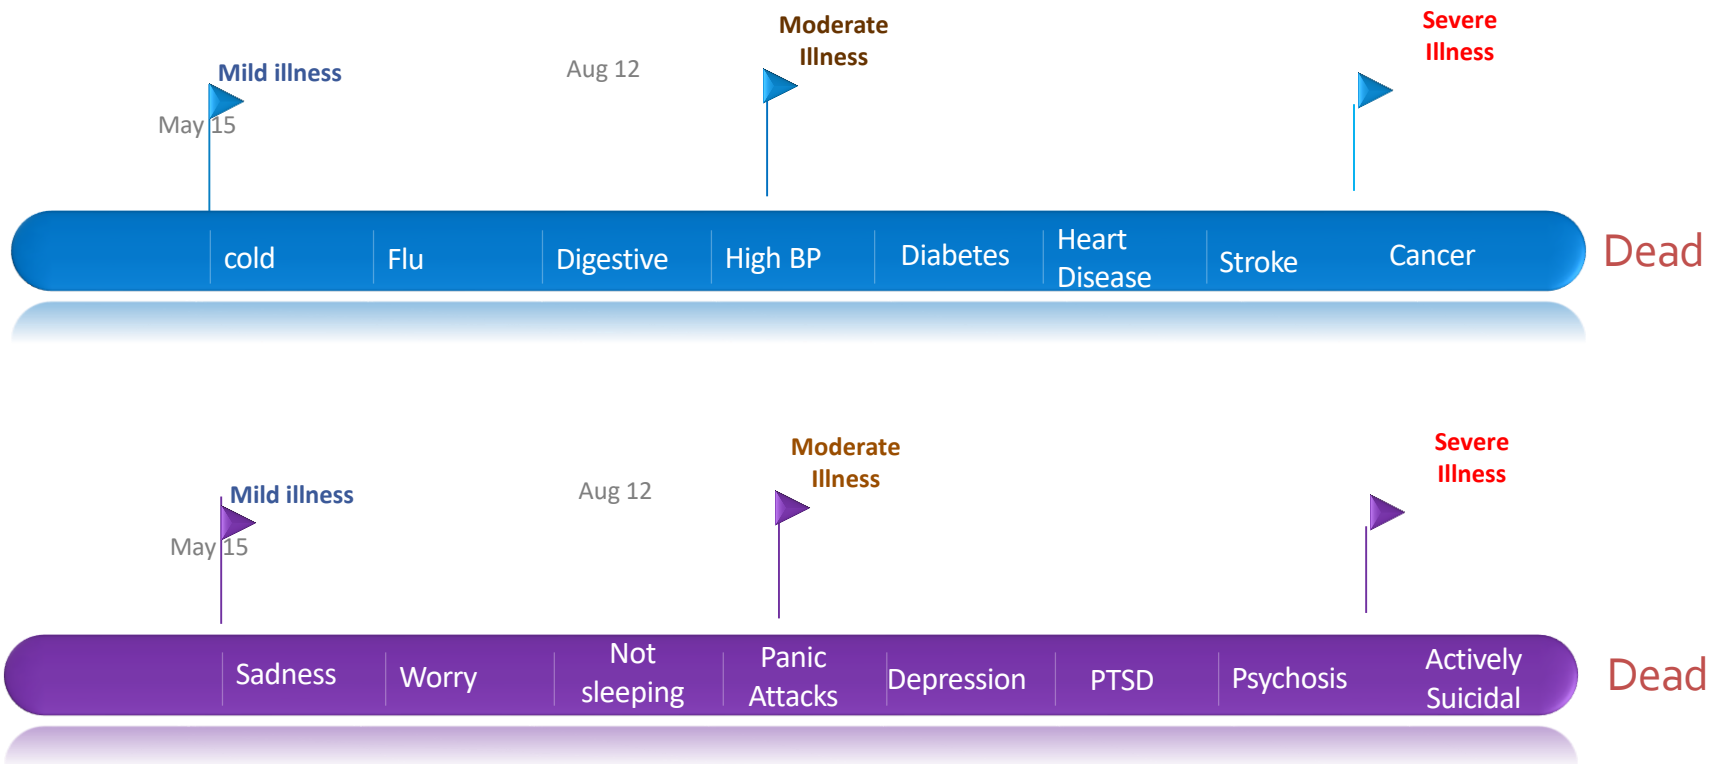 Moderate
Illness
Severe
Illness
Mild illness
Aug 12
May 15
cold
Flu
Digestive
High BP
Diabetes
Heart
Disease
Stroke
Cancer
Dead
Moderate
Illness
Severe
Illness
Mild illness
Aug 12
May 15
Sadness
Worry
Not
sleeping
Panic
Attacks
Depression
PTSD
Psychosis
Actively
Suicidal
Dead